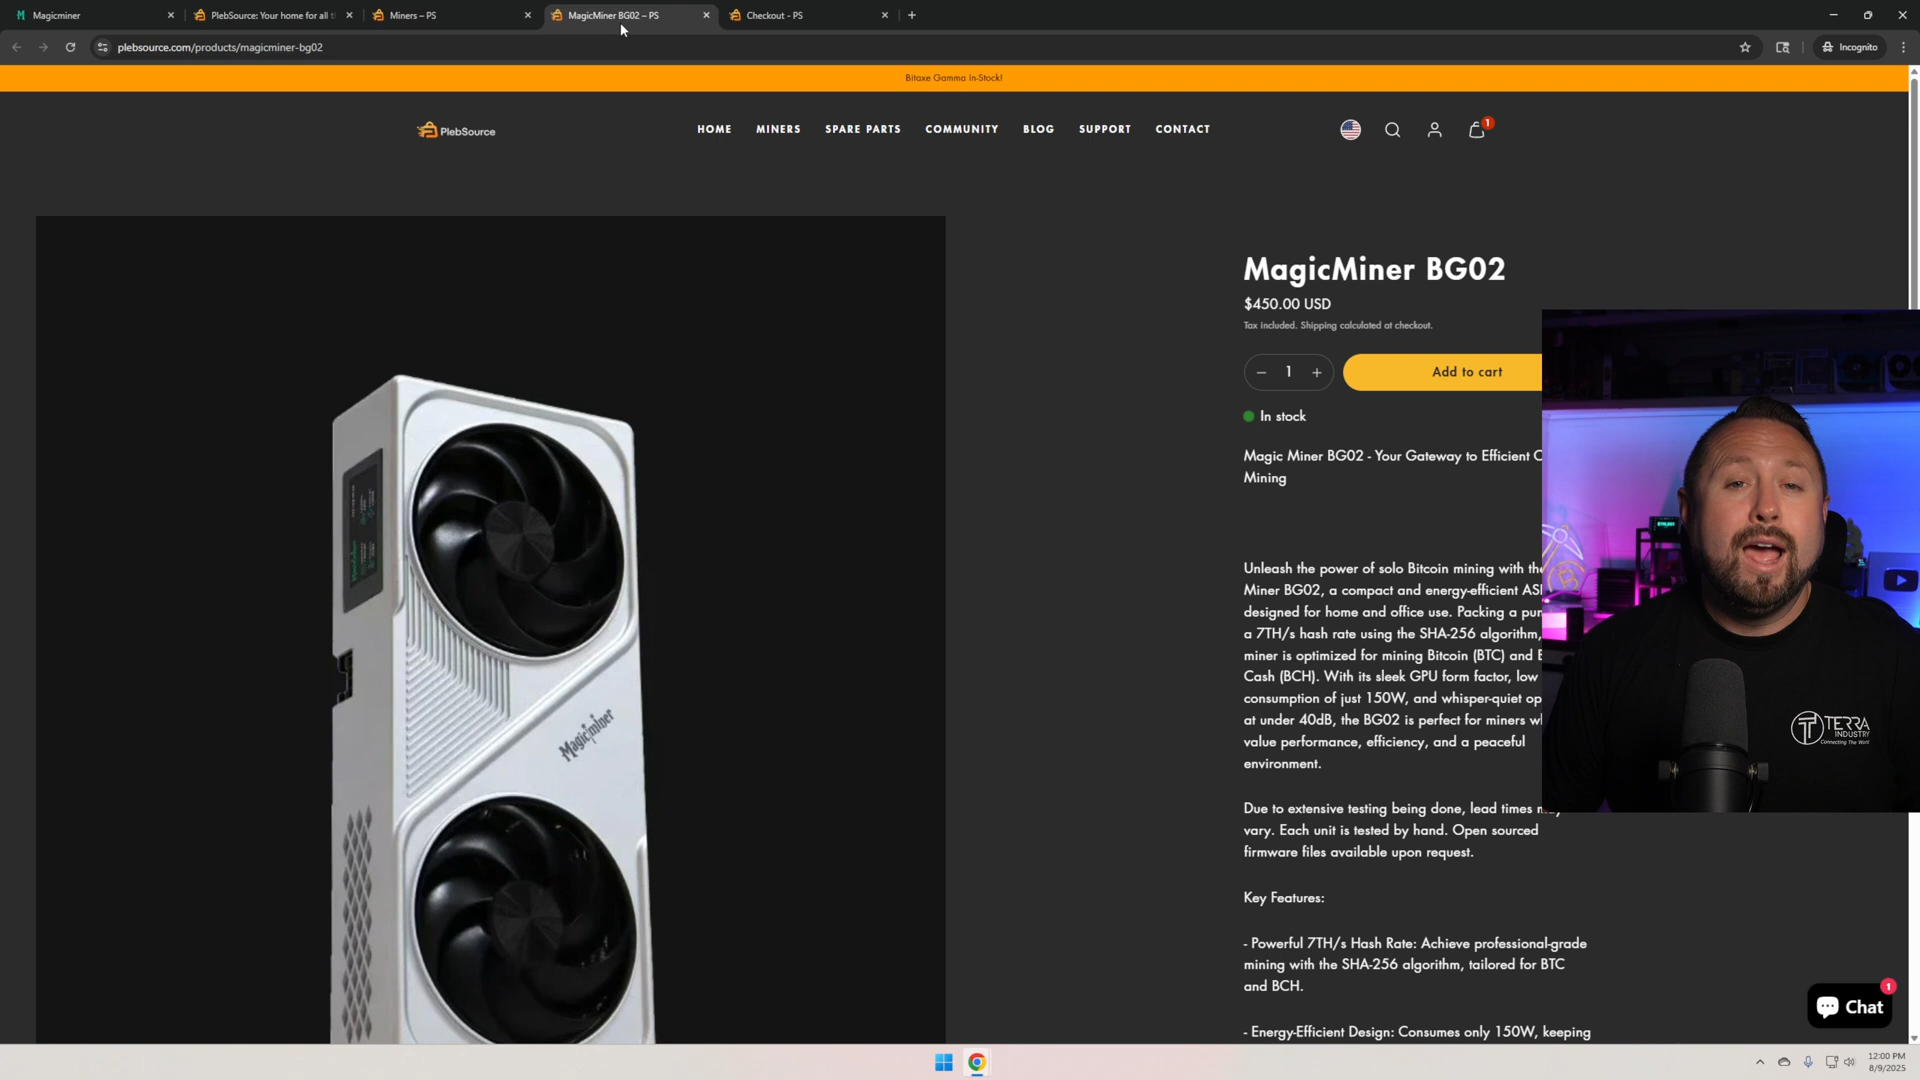 Magicminer
PlebSource: Your home for all t
Miners – PS
MagicMiner BG02 – PS
Checkout - PS
plebsource.com/products/magicminer-bg02
Incognito
Bitaxe Gamma In-Stock!
PlebSource
HOME
MINERS
SPARE PARTS
COMMUNITY
BLOG
SUPPORT
CONTACT
1
MagicMiner BG02
$450.00 USD
Tax included. Shipping calculated at checkout.
1
Add to cart
In stock
Magic Miner BG02 - Your Gateway to Efficient C
Mining
Unleash the power of solo Bitcoin mining with the
Miner BG02, a compact and energy-efficient ASI
designed for home and office use. Packing a pun
a 7TH/s hash rate using the SHA-256 algorithm,
miner is optimized for mining Bitcoin (BTC) and B
Cash (BCH). With its sleek GPU form factor, low
consumption of just 150W, and whisper-quiet op
at under 40dB, the BG02 is perfect for miners w
value performance, efficiency, and a peaceful
environment.
Due to extensive testing being done, lead times may
vary. Each unit is tested by hand. Open sourced
firmware files available upon request.
Key Features:
- Powerful 7TH/s Hash Rate: Achieve professional-grade
mining with the SHA-256 algorithm, tailored for BTC
and BCH.
- Energy-Efficient Design: Consumes only 150W, keeping
Magicminer
TERRA
INDUSTRY
Connecting The World
Chat
1
12:00 PM
8/9/2025